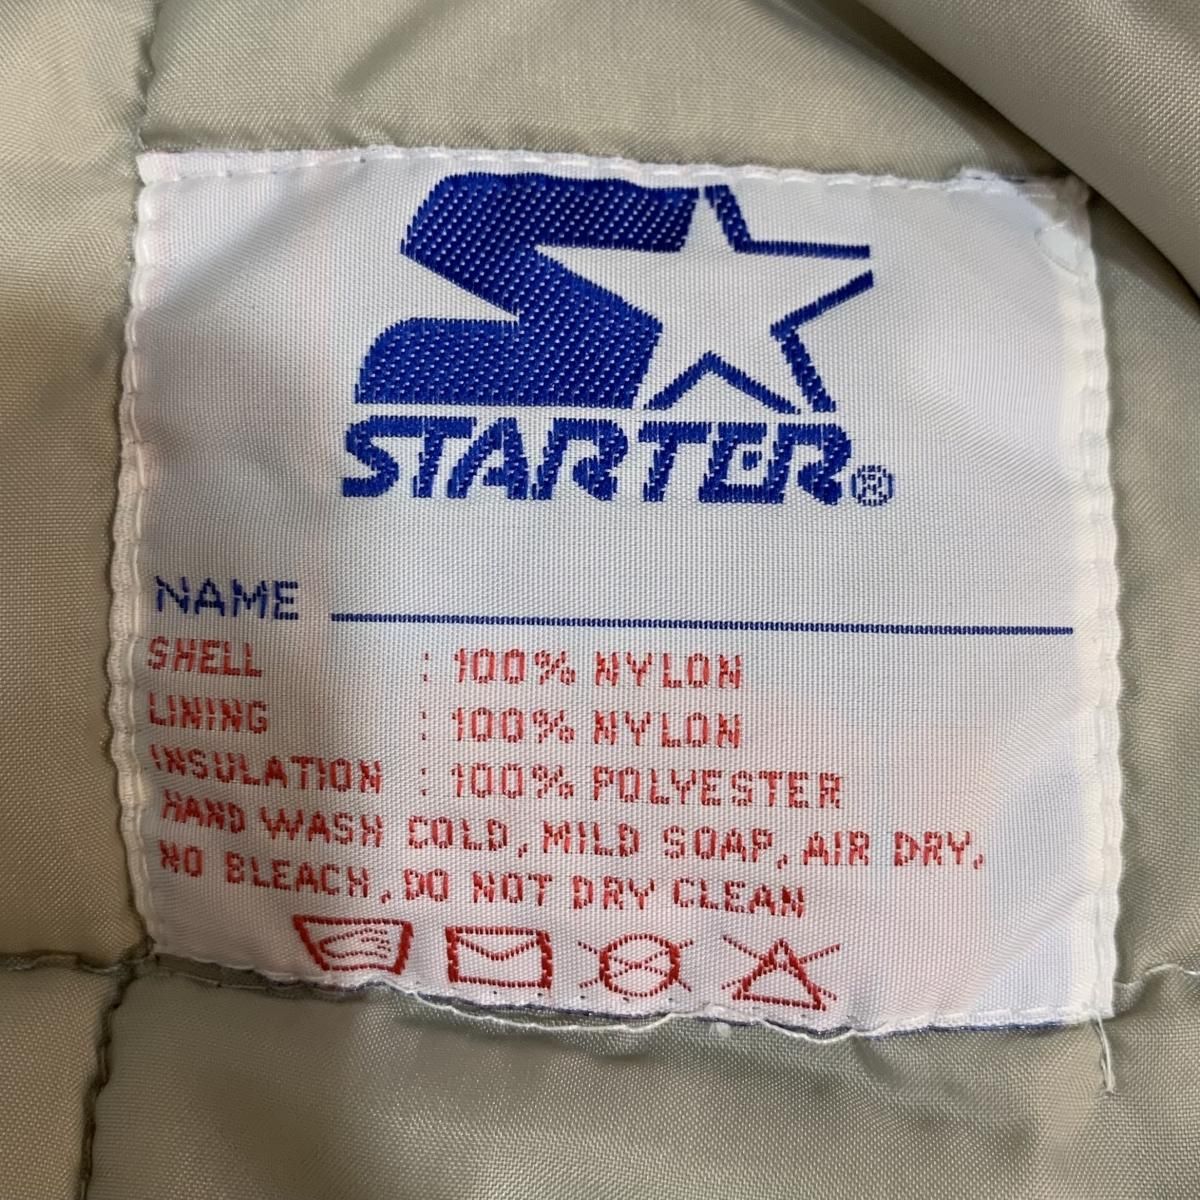 STARTER®
NAME
SHELL : 100% NYLON
LINING : 100% NYLON
INSULATION : 100% POLYESTER
HAND WASH COLD, MILD SOAP, AIR DRY,
NO BLEACH, DO NOT DRY CLEAN